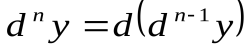 dⁿy = d(dⁿ⁻¹y)